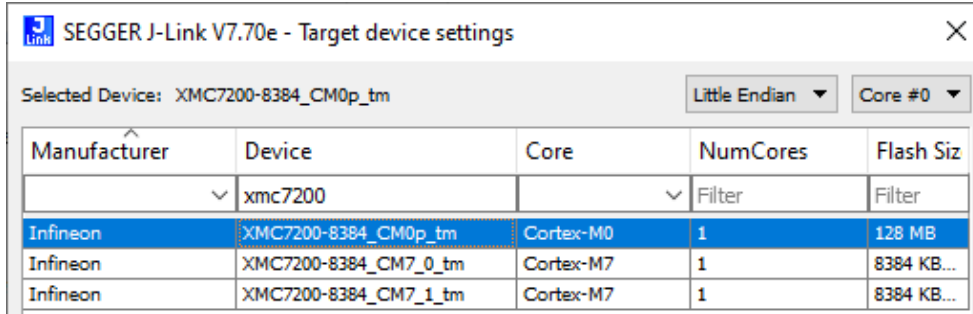 J Link SEGGER J-Link V7.70e - Target device settings
Selected Device: XMC7200-8384_CM0p_tm Little Endian Core #0
Manufacturer Device Core NumCores Flash Siz
xmc7200 Filter Filter
Infineon XMC7200-8384_CM0p_tm Cortex-M0 1 128 MB
Infineon XMC7200-8384_CM7_0_tm Cortex-M7 1 8384 KB...
Infineon XMC7200-8384_CM7_1_tm Cortex-M7 1 8384 KB...